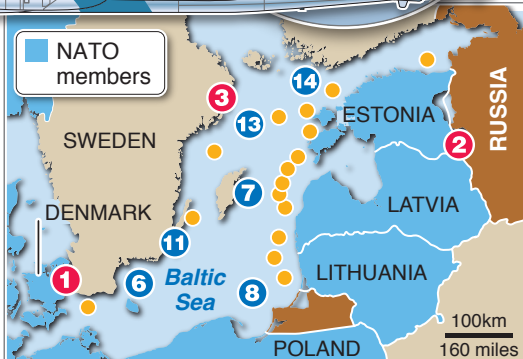 NATO
members
14
3
13
ESTONIA
RUSSIA
SWEDEN
2
7
DENMARK
LATVIA
11
1
6
Baltic
Sea
8
LITHUANIA
100km
160 miles
POLAND